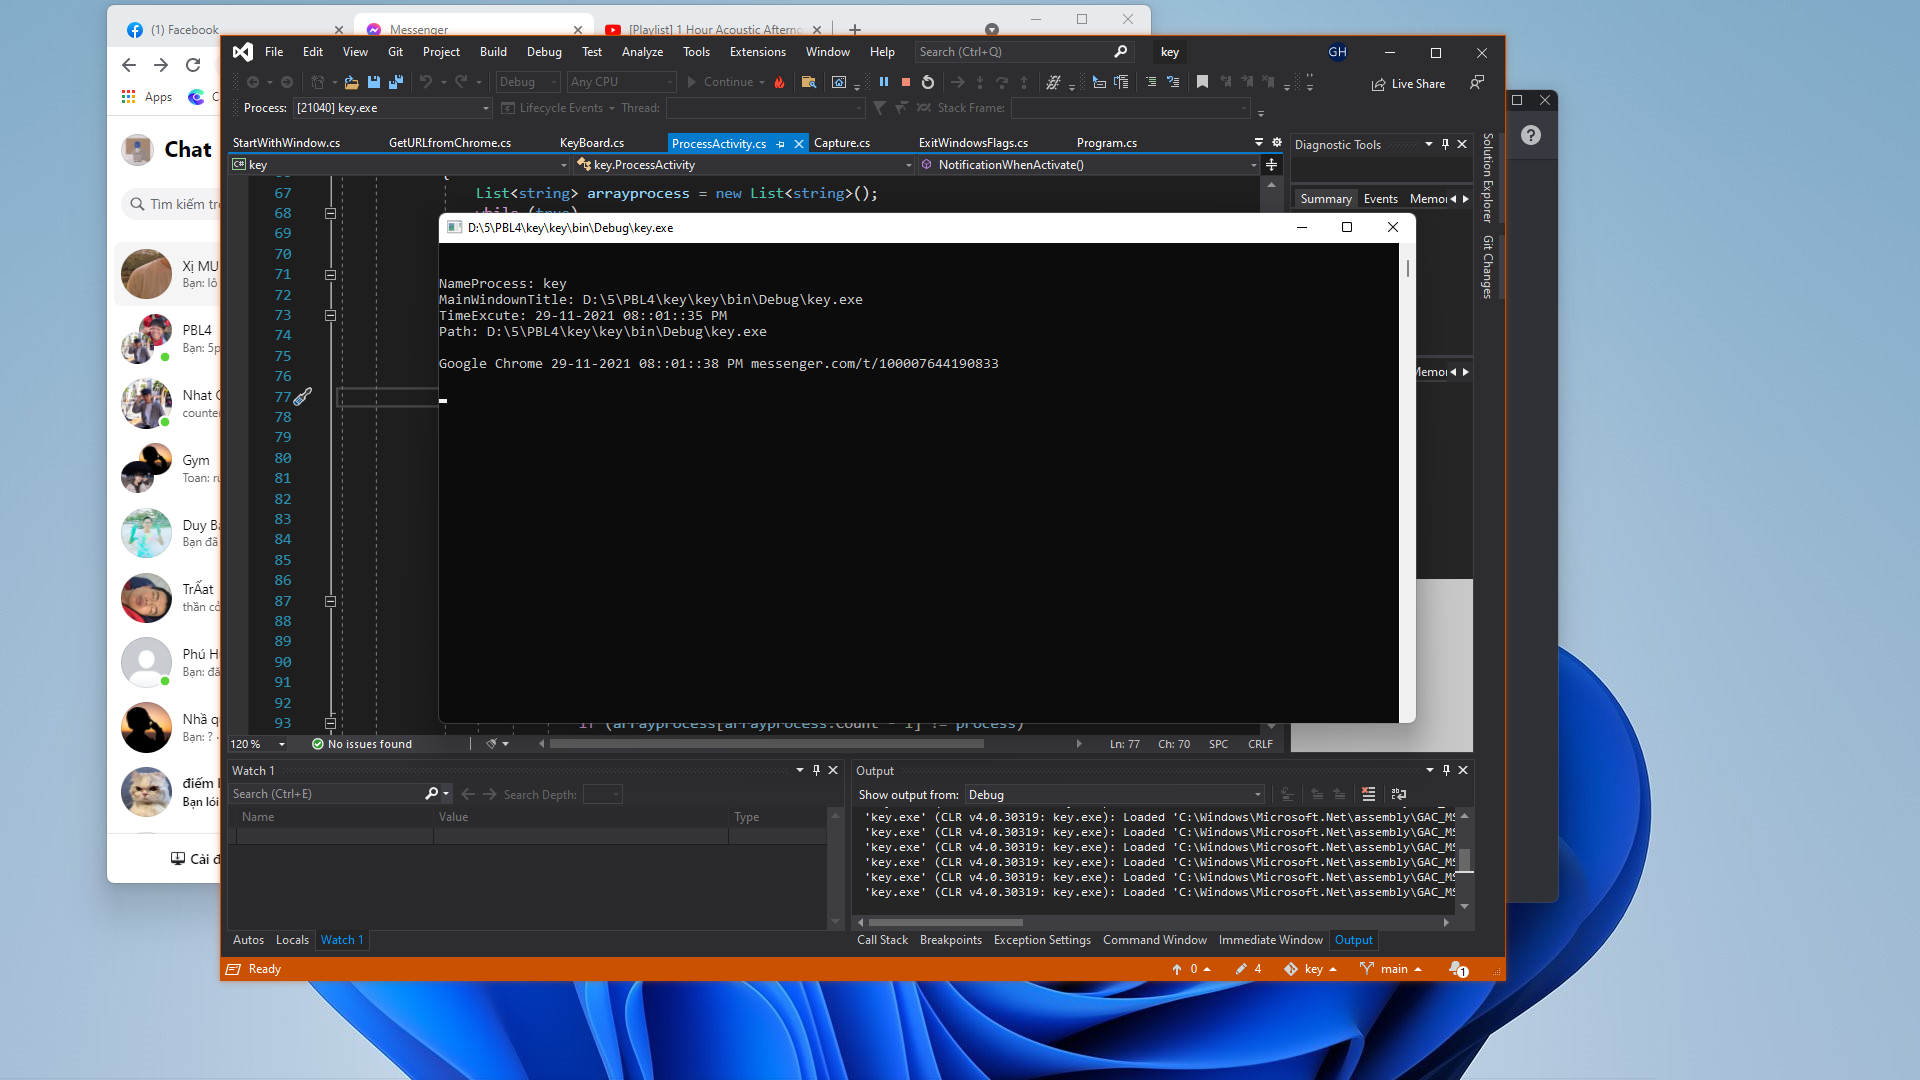 (1) Facebook
Messenger
[Playlist] 1 Hour Acoustic Afterno
Apps
Chat
Tìm kiếm tr
Xị MU
Bạn: lô
PBL4
Bạn: 5p
Nhat
counter
Gym
Toan: ru
Duy Bả
Bạn đã
TrẤat
thần cỏ
Phú H
Bạn: đã
Nhã qu
Bạn: ? ·
điếm
Bạn lói
Cài đ
File Edit View Git Project Build Debug Test Analyze Tools Extensions Window Help Search (Ctrl+Q) key GH
Debug Any CPU Continue Live Share
Process: [21040] key.exe Lifecycle Events Thread: Stack Frame:
StartWithWindow.cs GetURLfromChrome.cs KeyBoard.cs ProcessActivity.cs Capture.cs ExitWindowsFlags.cs Program.cs
C# key key.ProcessActivity NotificationWhenActivate()
67 List<string> arrayprocess = new List<string>();
68 while (true)
69
70
71
72
73
74
75
76
77
78
79
80
81
82
83
84
85
86
87
88
89
90
91
92
93 if (arrayprocess[arrayprocess.Count - 1] != process)
D:\5\PBL4\key\key\bin\Debug\key.exe
NameProcess: key
MainWindownTitle: D:\5\PBL4\key\key\bin\Debug\key.exe
TimeExcute: 29-11-2021 08::01::35 PM
Path: D:\5\PBL4\key\key\bin\Debug\key.exe
Google Chrome 29-11-2021 08::01::38 PM messenger.com/t/100007644190833
120 % No issues found Ln: 77 Ch: 70 SPC CRLF
Diagnostic Tools
Summary Events Memor
Memor
Solution Explorer
Git Changes
Watch 1
Search (Ctrl+E) Search Depth:
Name Value Type
Autos Locals Watch 1
Output
Show output from: Debug
'key.exe' (CLR v4.0.30319: key.exe): Loaded 'C:\Windows\Microsoft.Net\assembly\GAC_MS
'key.exe' (CLR v4.0.30319: key.exe): Loaded 'C:\Windows\Microsoft.Net\assembly\GAC_MS
'key.exe' (CLR v4.0.30319: key.exe): Loaded 'C:\Windows\Microsoft.Net\assembly\GAC_MS
'key.exe' (CLR v4.0.30319: key.exe): Loaded 'C:\Windows\Microsoft.Net\assembly\GAC_MS
'key.exe' (CLR v4.0.30319: key.exe): Loaded 'C:\Windows\Microsoft.Net\assembly\GAC_MS
'key.exe' (CLR v4.0.30319: key.exe): Loaded 'C:\Windows\Microsoft.Net\assembly\GAC_MS
Call Stack Breakpoints Exception Settings Command Window Immediate Window Output
Ready 0 4 key main 1